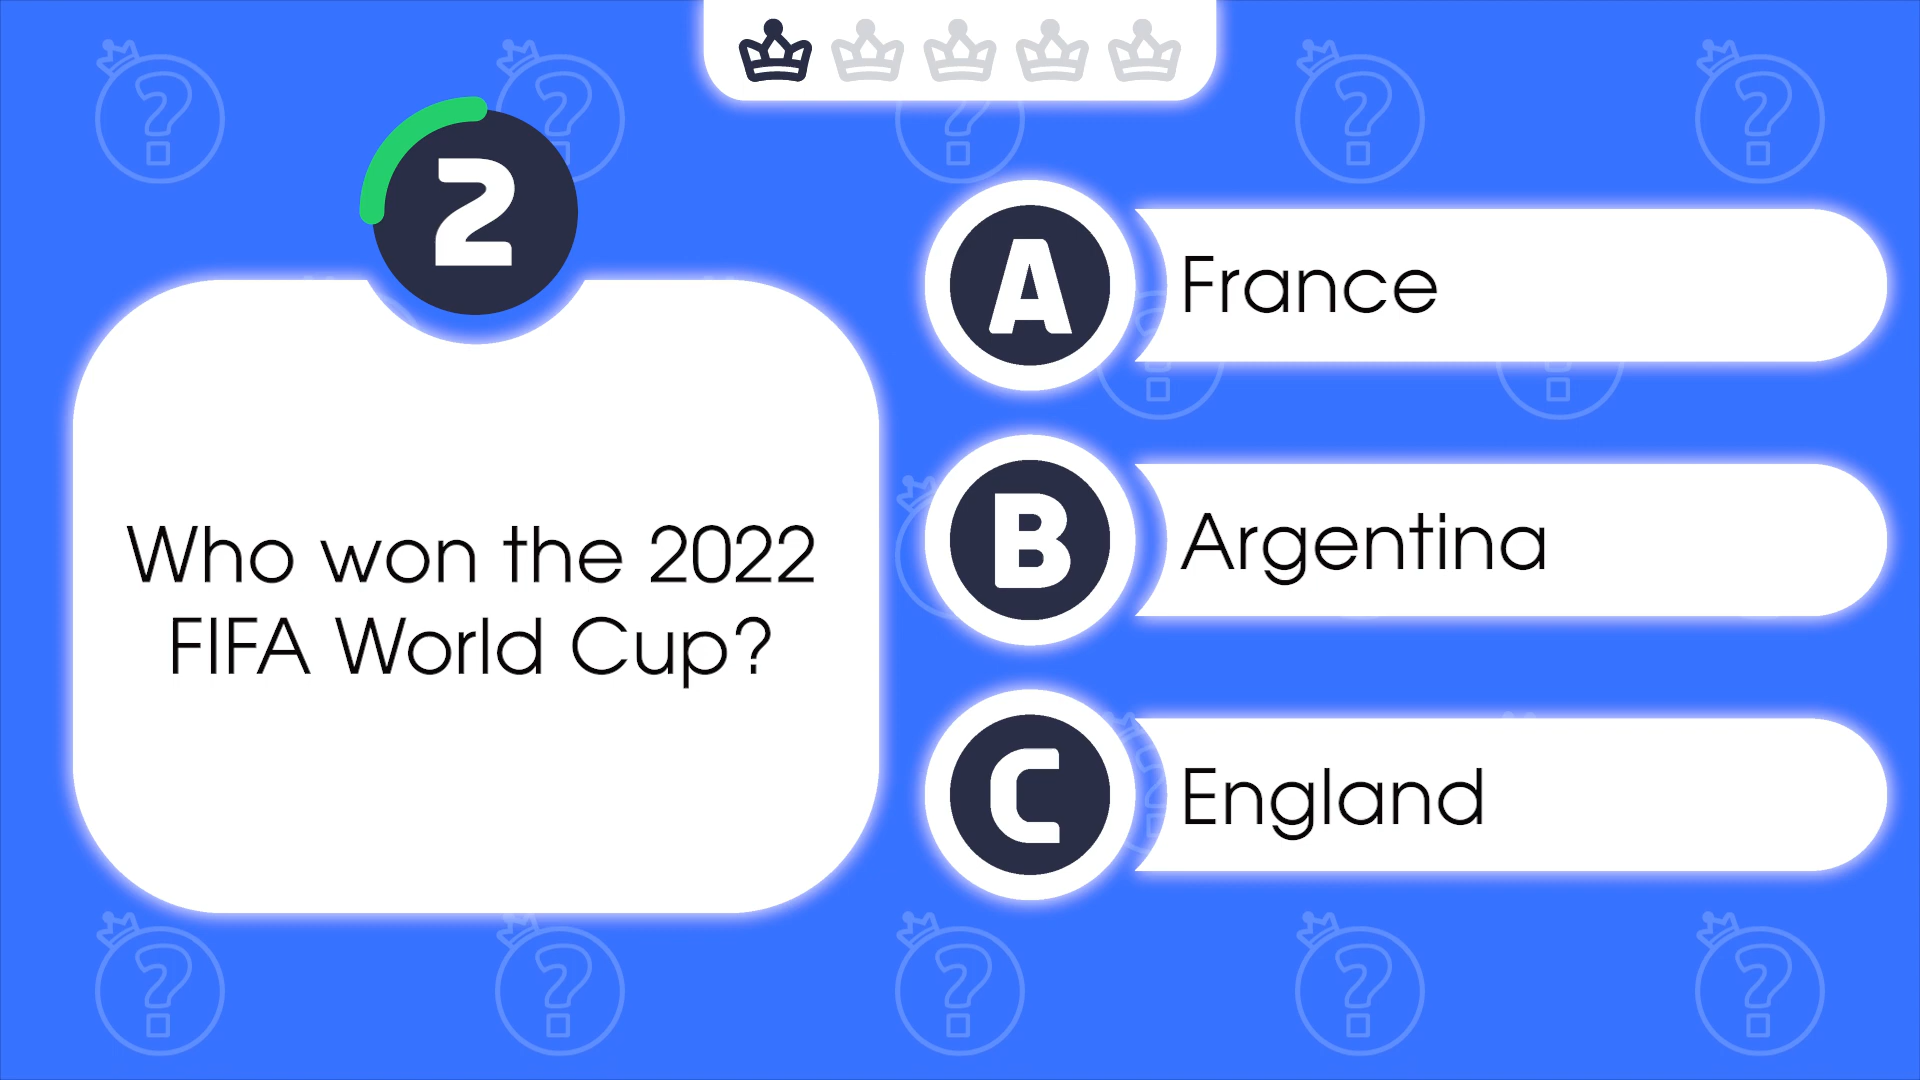 2
Who won the 2022
FIFA World Cup?
A
France
B
Argentina
C
England